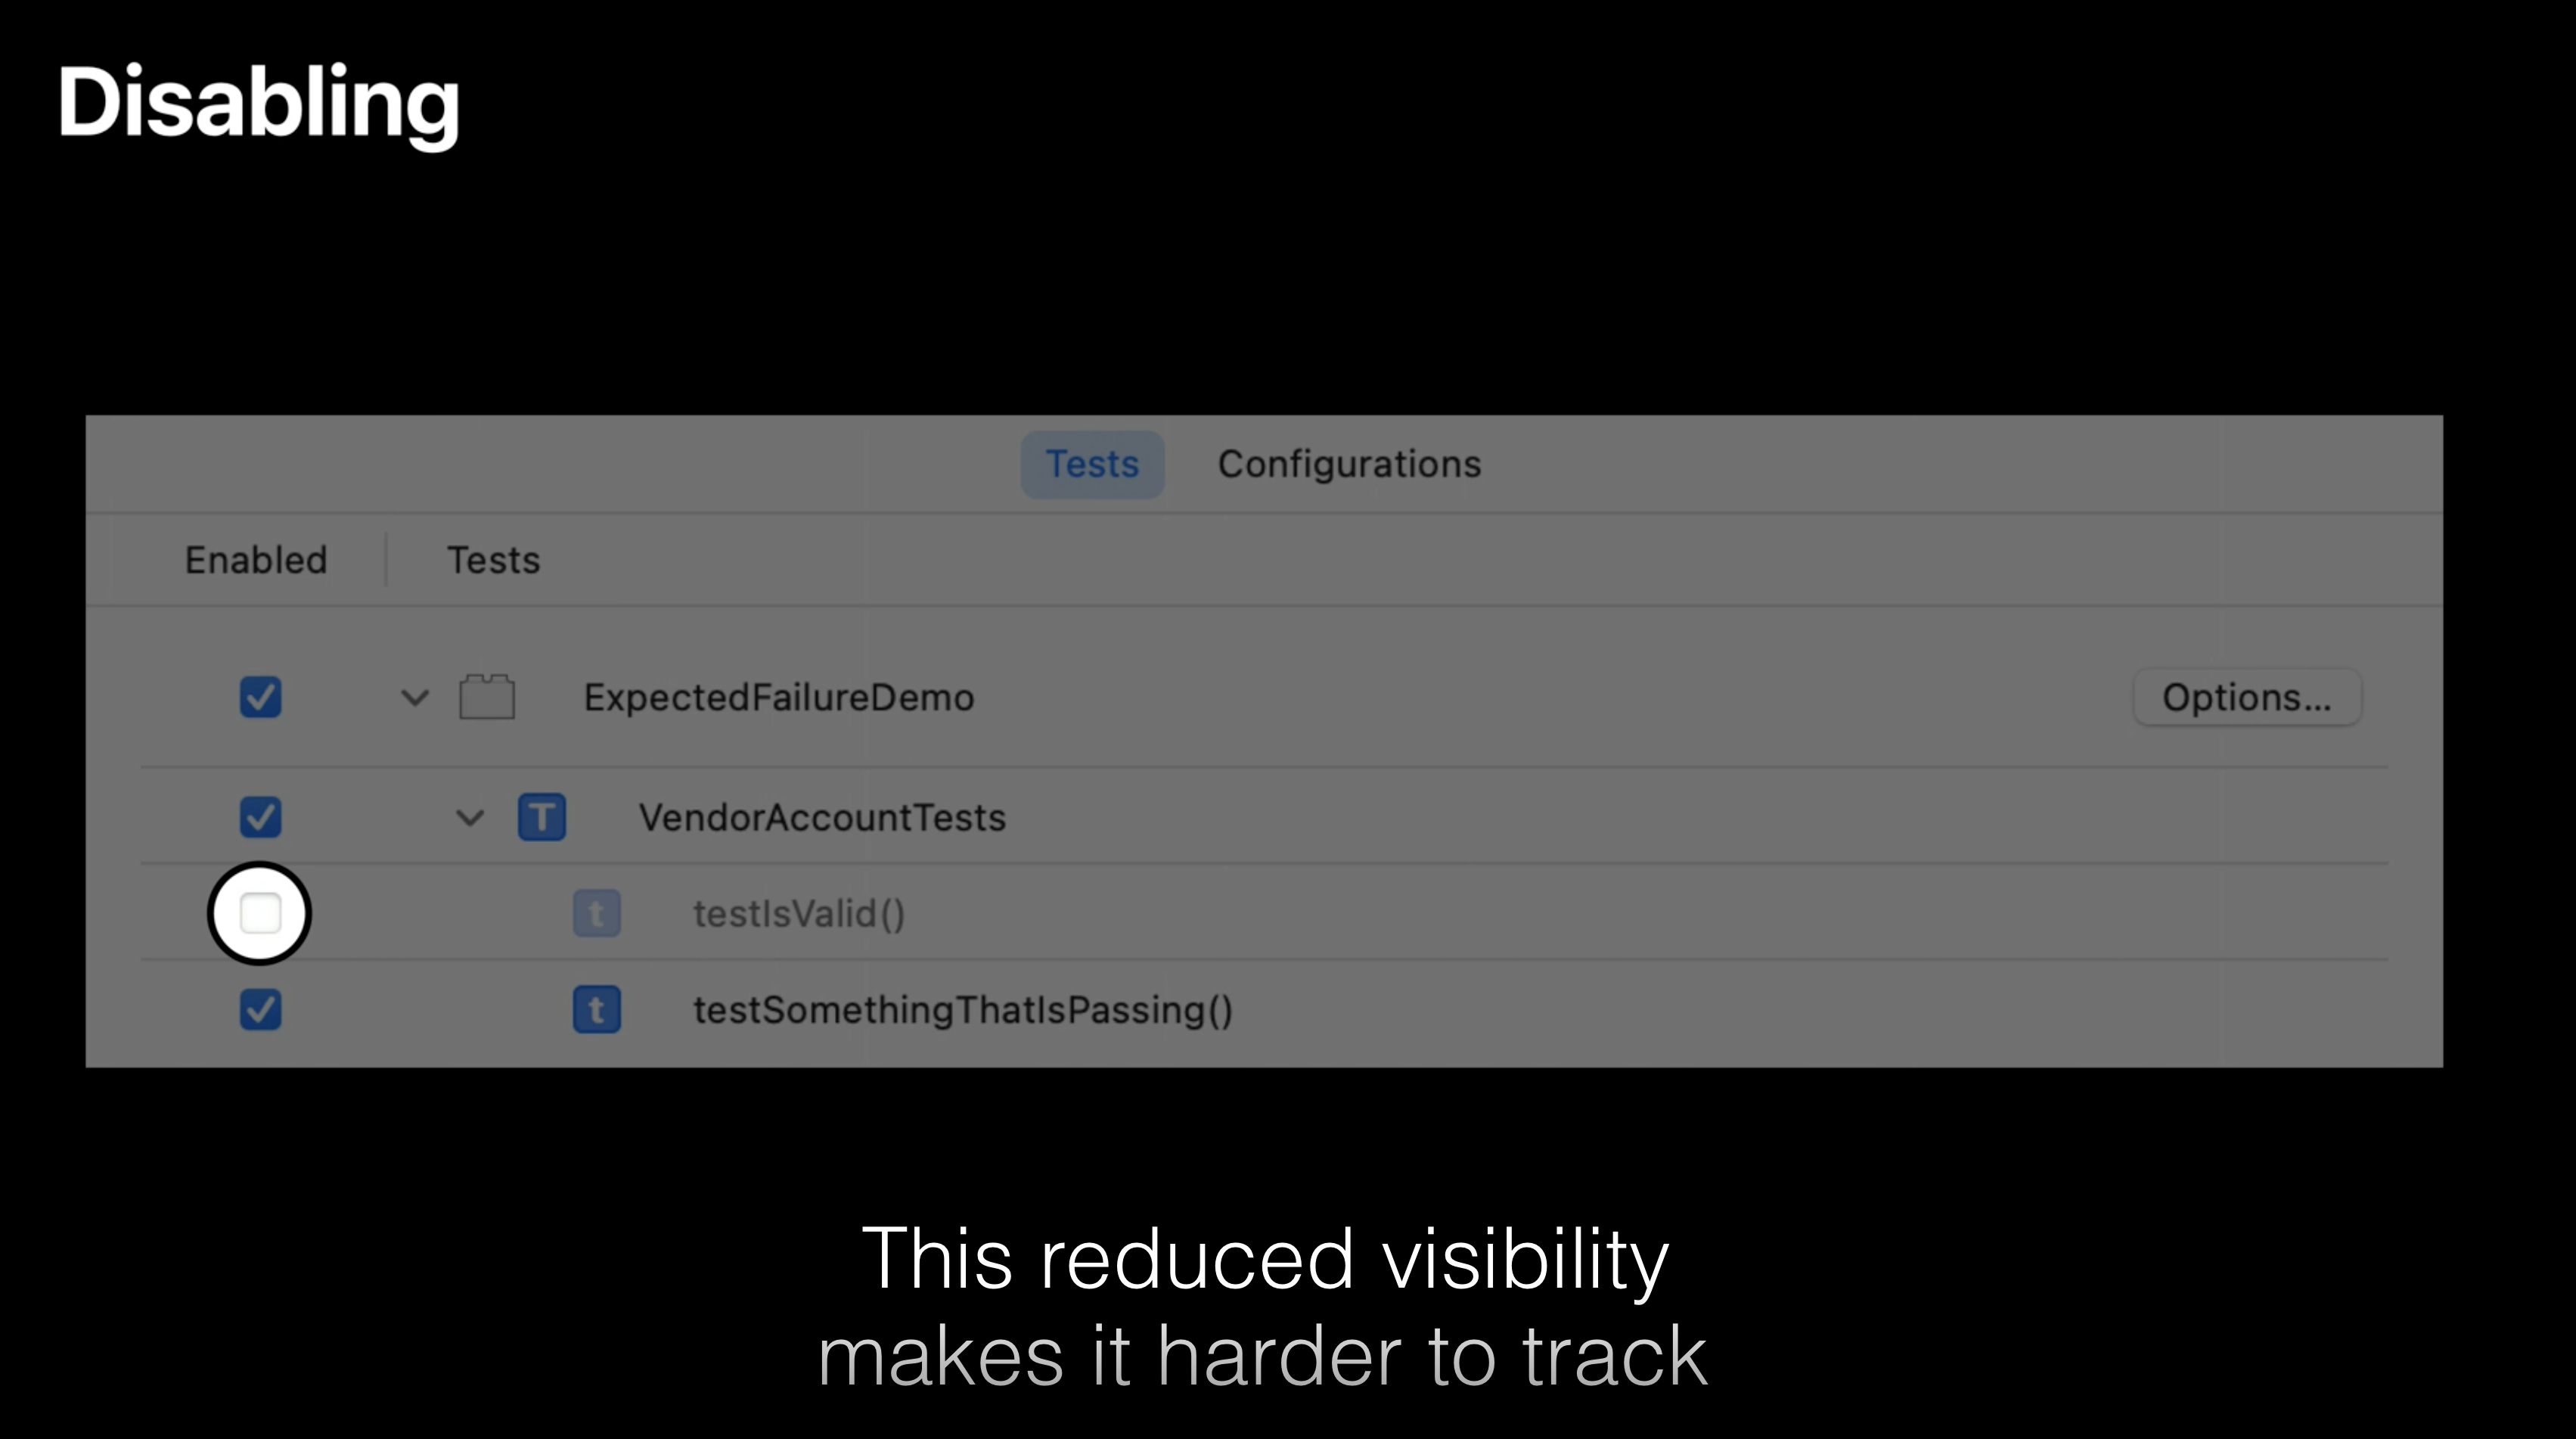 Disabling
Tests Configurations
Enabled Tests
ExpectedFailureDemo Options...
T VendorAccountTests
t testIsValid()
t testSomethingThatIsPassing()
This reduced visibility
makes it harder to track